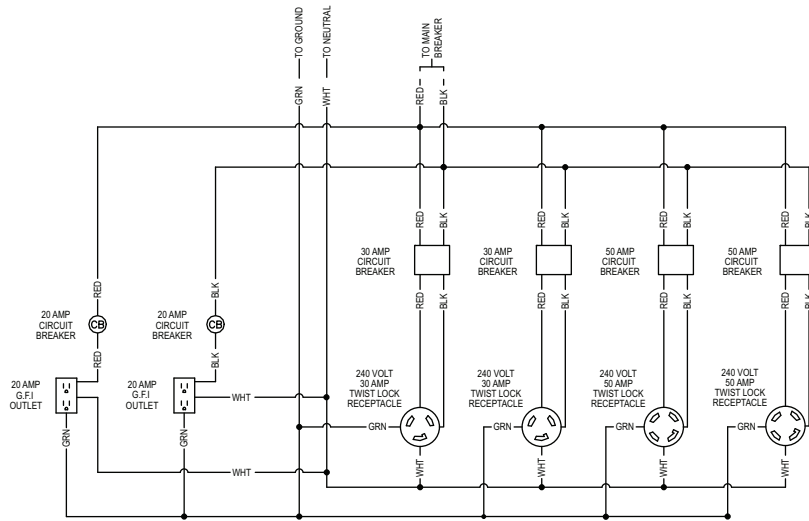 TO GROUND
TO NEUTRAL
TO MAIN
BREAKER
GRN
WHT
RED
BLK
RED
BLK
RED
BLK
RED
BLK
RED
BLK
30 AMP
CIRCUIT
BREAKER
30 AMP
CIRCUIT
BREAKER
50 AMP
CIRCUIT
BREAKER
50 AMP
CIRCUIT
BREAKER
RED
BLK
RED
BLK
RED
BLK
RED
BLK
RED
BLK
20 AMP
CIRCUIT
BREAKER
CB
20 AMP
CIRCUIT
BREAKER
CB
RED
BLK
20 AMP
G.F.I
OUTLET
20 AMP
G.F.I
OUTLET
240 VOLT
30 AMP
TWIST LOCK
RECEPTACLE
240 VOLT
30 AMP
TWIST LOCK
RECEPTACLE
240 VOLT
50 AMP
TWIST LOCK
RECEPTACLE
240 VOLT
50 AMP
TWIST LOCK
RECEPTACLE
WHT
GRN
GRN
GRN
GRN
GRN
GRN
WHT
WHT
WHT
WHT
WHT